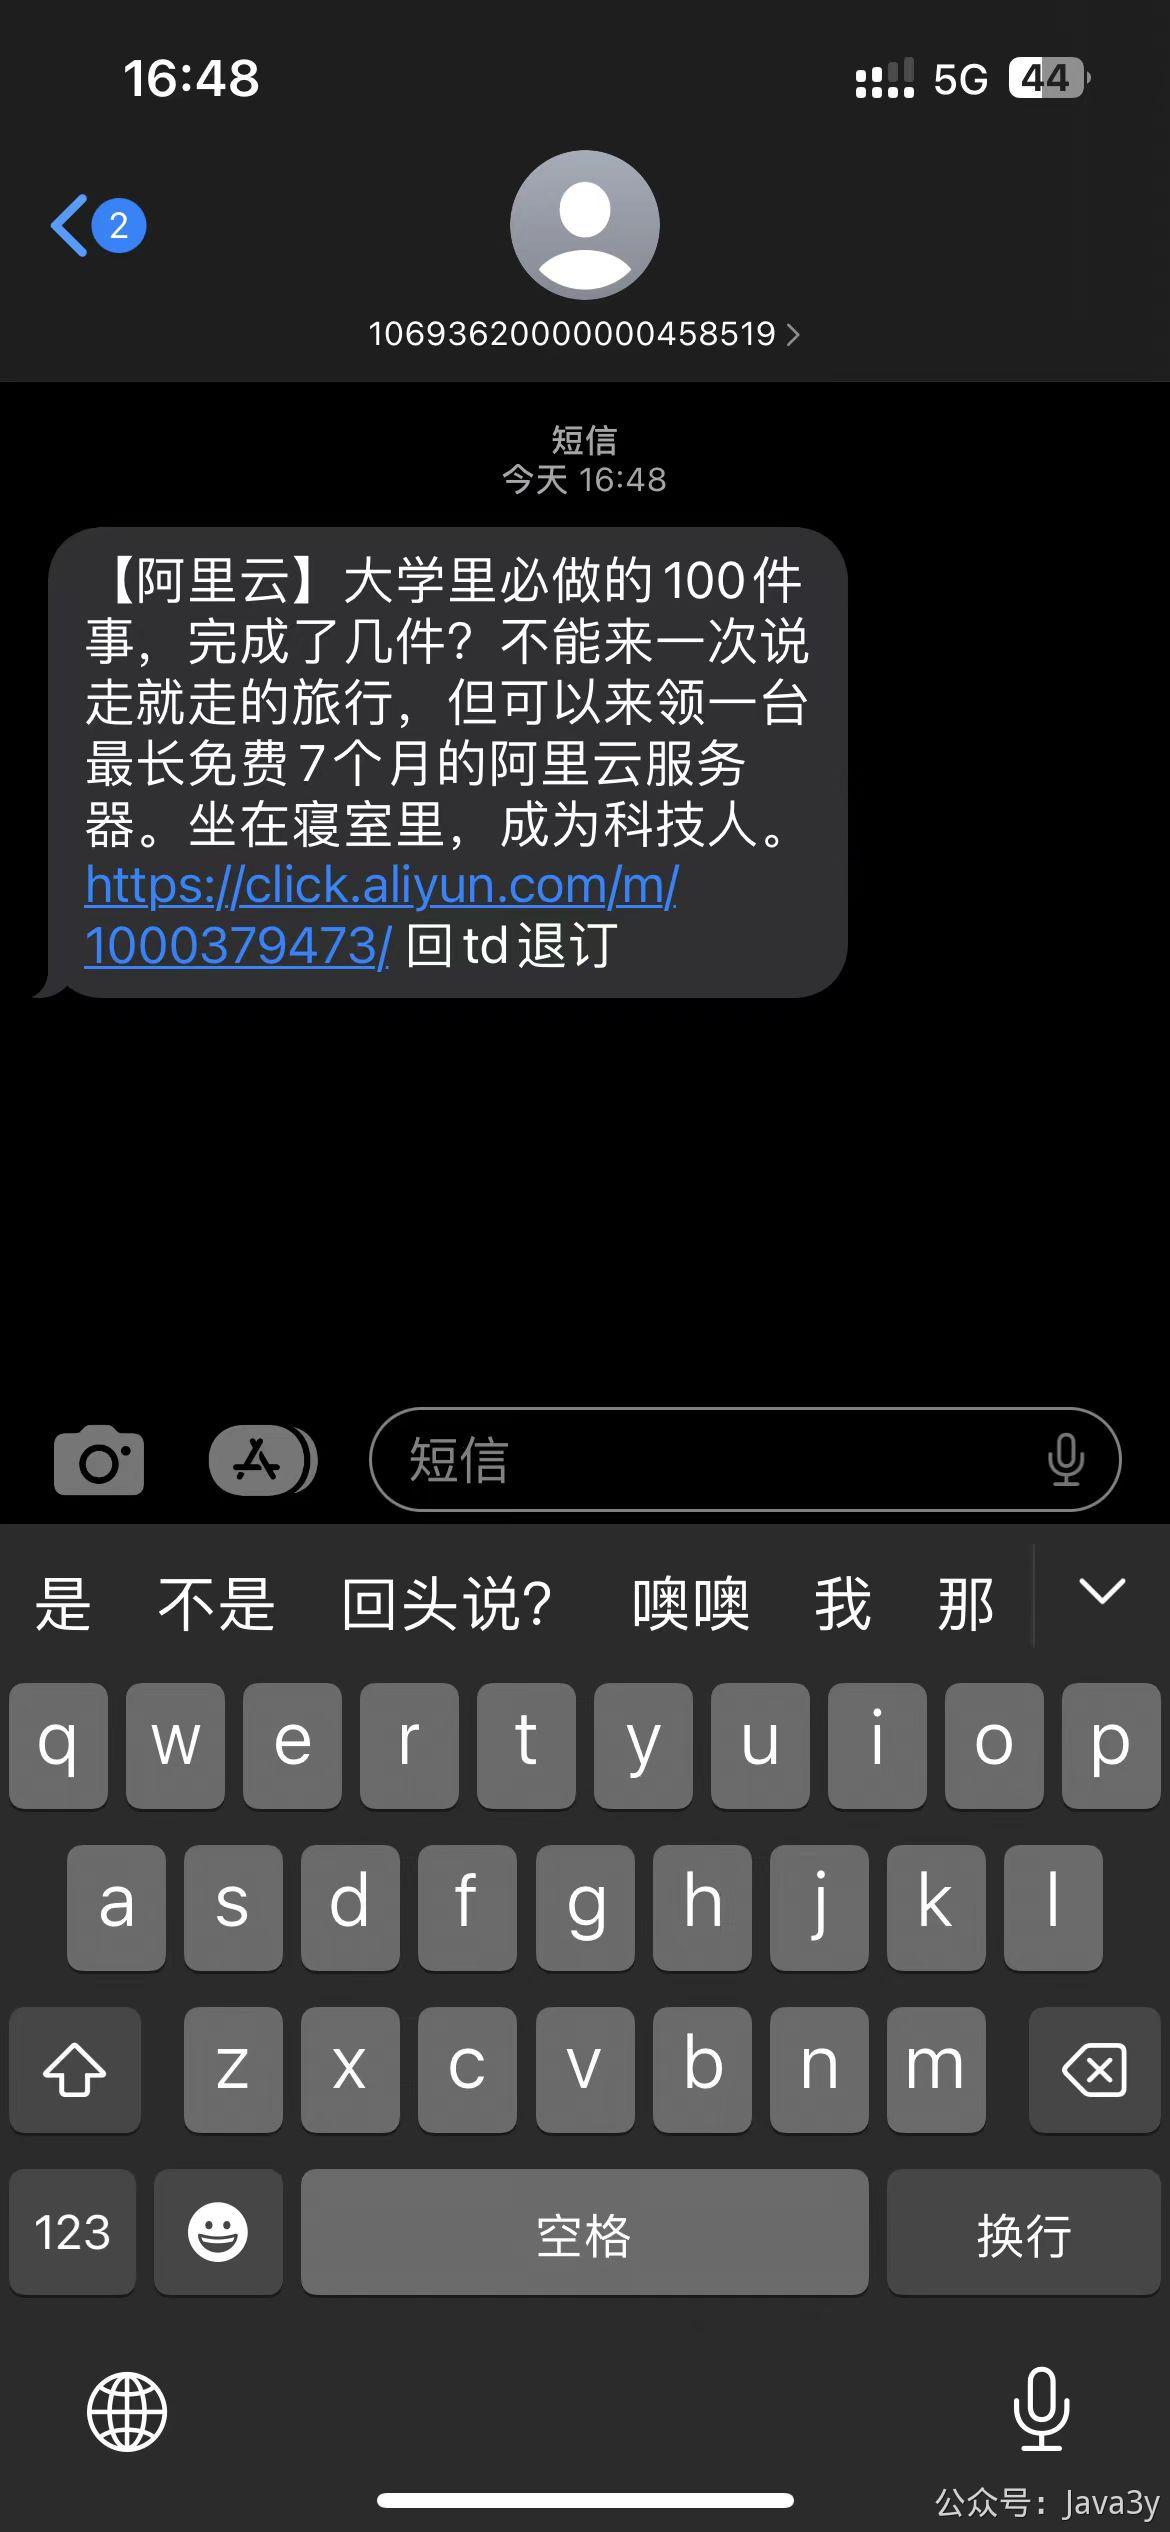 16:48
5G 44
2
106936200000000458519
短信
今天 16:48
【阿里云】大学里必做的100件
事，完成了几件？不能来一次说
走就走的旅行，但可以来领一台
最长免费7个月的阿里云服务
器。坐在寝室里，成为科技人。
https://click.aliyun.com/m/
1000379473/ 回td退订
短信
是 不是 回头说？ 噢噢 我 那
q w e r t y u i o p
a s d f g h j k l
z x c v b n m
123 空格 换行
公众号：Java3y